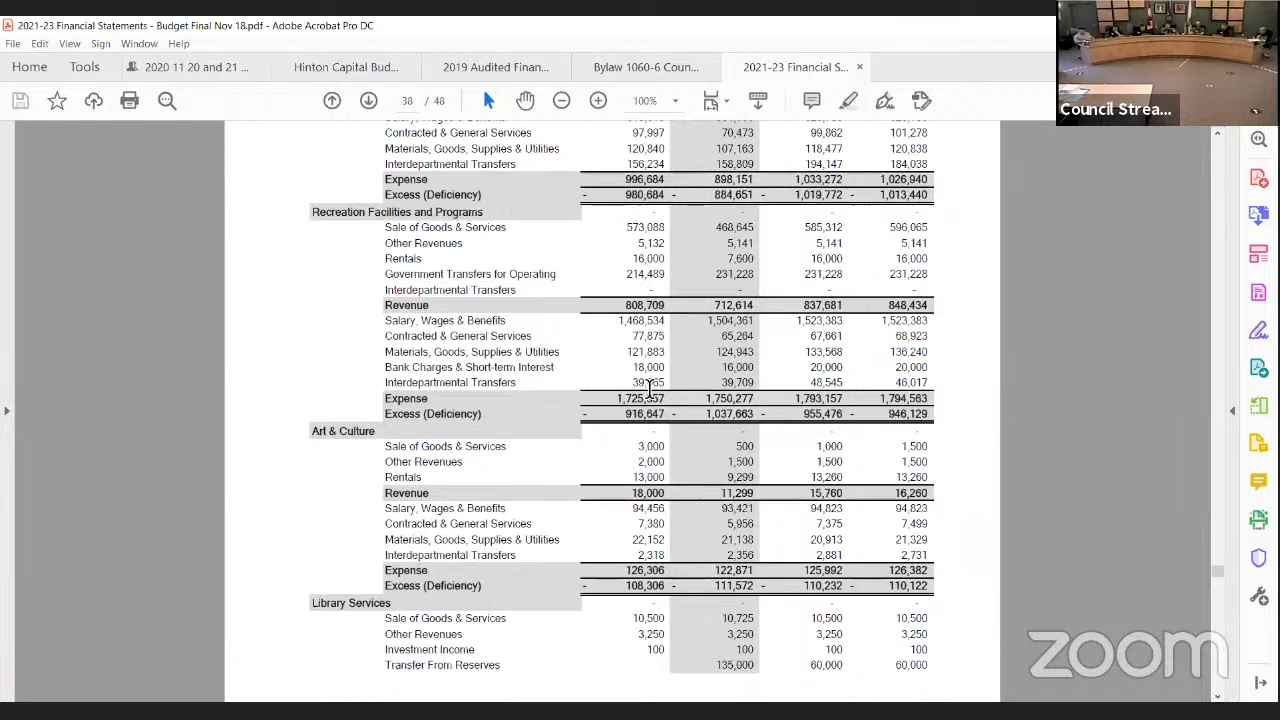 2021-23 Financial Statements - Budget Final Nov 18.pdf - Adobe Acrobat Pro DC
File Edit View Sign Window Help
Home Tools 2020 11 20 and 21 ... Hinton Capital Bud... 2019 Audited Finan... Bylaw 1060-6 Coun... 2021-23 Financial S... ×
38 / 48 100%
Council Strea...
Contracted & General Services 97,997 70,473 99,862 101,278
Materials, Goods, Supplies & Utilities 120,840 107,163 118,477 120,838
Interdepartmental Transfers 156,234 158,809 194,147 184,038
Expense 996,684 898,151 1,033,272 1,026,940
Excess (Deficiency) - 980,684 - 884,651 - 1,019,772 - 1,013,440
Recreation Facilities and Programs - - - -
Sale of Goods & Services 573,088 468,645 585,312 596,065
Other Revenues 5,132 5,141 5,141 5,141
Rentals 16,000 7,600 16,000 16,000
Government Transfers for Operating 214,489 231,228 231,228 231,228
Interdepartmental Transfers - - - -
Revenue 808,709 712,614 837,681 848,434
Salary, Wages & Benefits 1,468,534 1,504,361 1,523,383 1,523,383
Contracted & General Services 77,875 65,264 67,661 68,923
Materials, Goods, Supplies & Utilities 121,883 124,943 133,568 136,240
Bank Charges & Short-term Interest 18,000 16,000 20,000 20,000
Interdepartmental Transfers 39,709 48,545 46,017
Expense 1,750,277 1,793,157 1,794,563
Excess (Deficiency) - 916,647 - 1,037,663 - 955,476 - 946,129
Art & Culture - - - -
Sale of Goods & Services 3,000 500 1,000 1,500
Other Revenues 2,000 1,500 1,500 1,500
Rentals 13,000 9,299 13,260 13,260
Revenue 18,000 11,299 15,760 16,260
Salary, Wages & Benefits 94,456 93,421 94,823 94,823
Contracted & General Services 7,380 5,956 7,375 7,499
Materials, Goods, Supplies & Utilities 22,152 21,138 20,913 21,329
Interdepartmental Transfers 2,318 2,356 2,881 2,731
Expense 126,306 122,871 125,992 126,382
Excess (Deficiency) - 108,306 - 111,572 - 110,232 - 110,122
Library Services - - - -
Sale of Goods & Services 10,500 10,725 10,500 10,500
Other Revenues 3,250 3,250 3,250 3,250
Investment Income 100 100 100 100
Transfer From Reserves 135,000 60,000 60,000
zoom